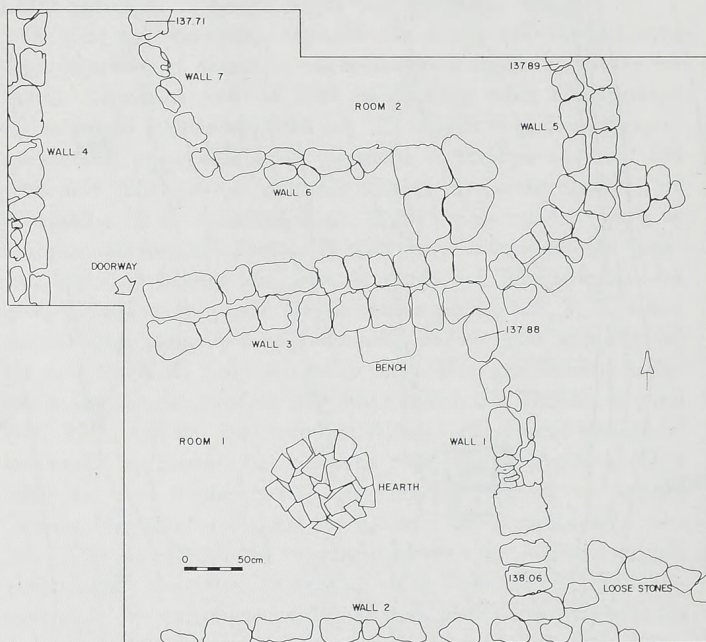 137.71
WALL 7
137.89
ROOM 2
WALL 5
WALL 4
WALL 6
DOORWAY
137.88
WALL 3
BENCH
ROOM 1
WALL 1
HEARTH
0 50cm.
138.06
LOOSE STONES
WALL 2